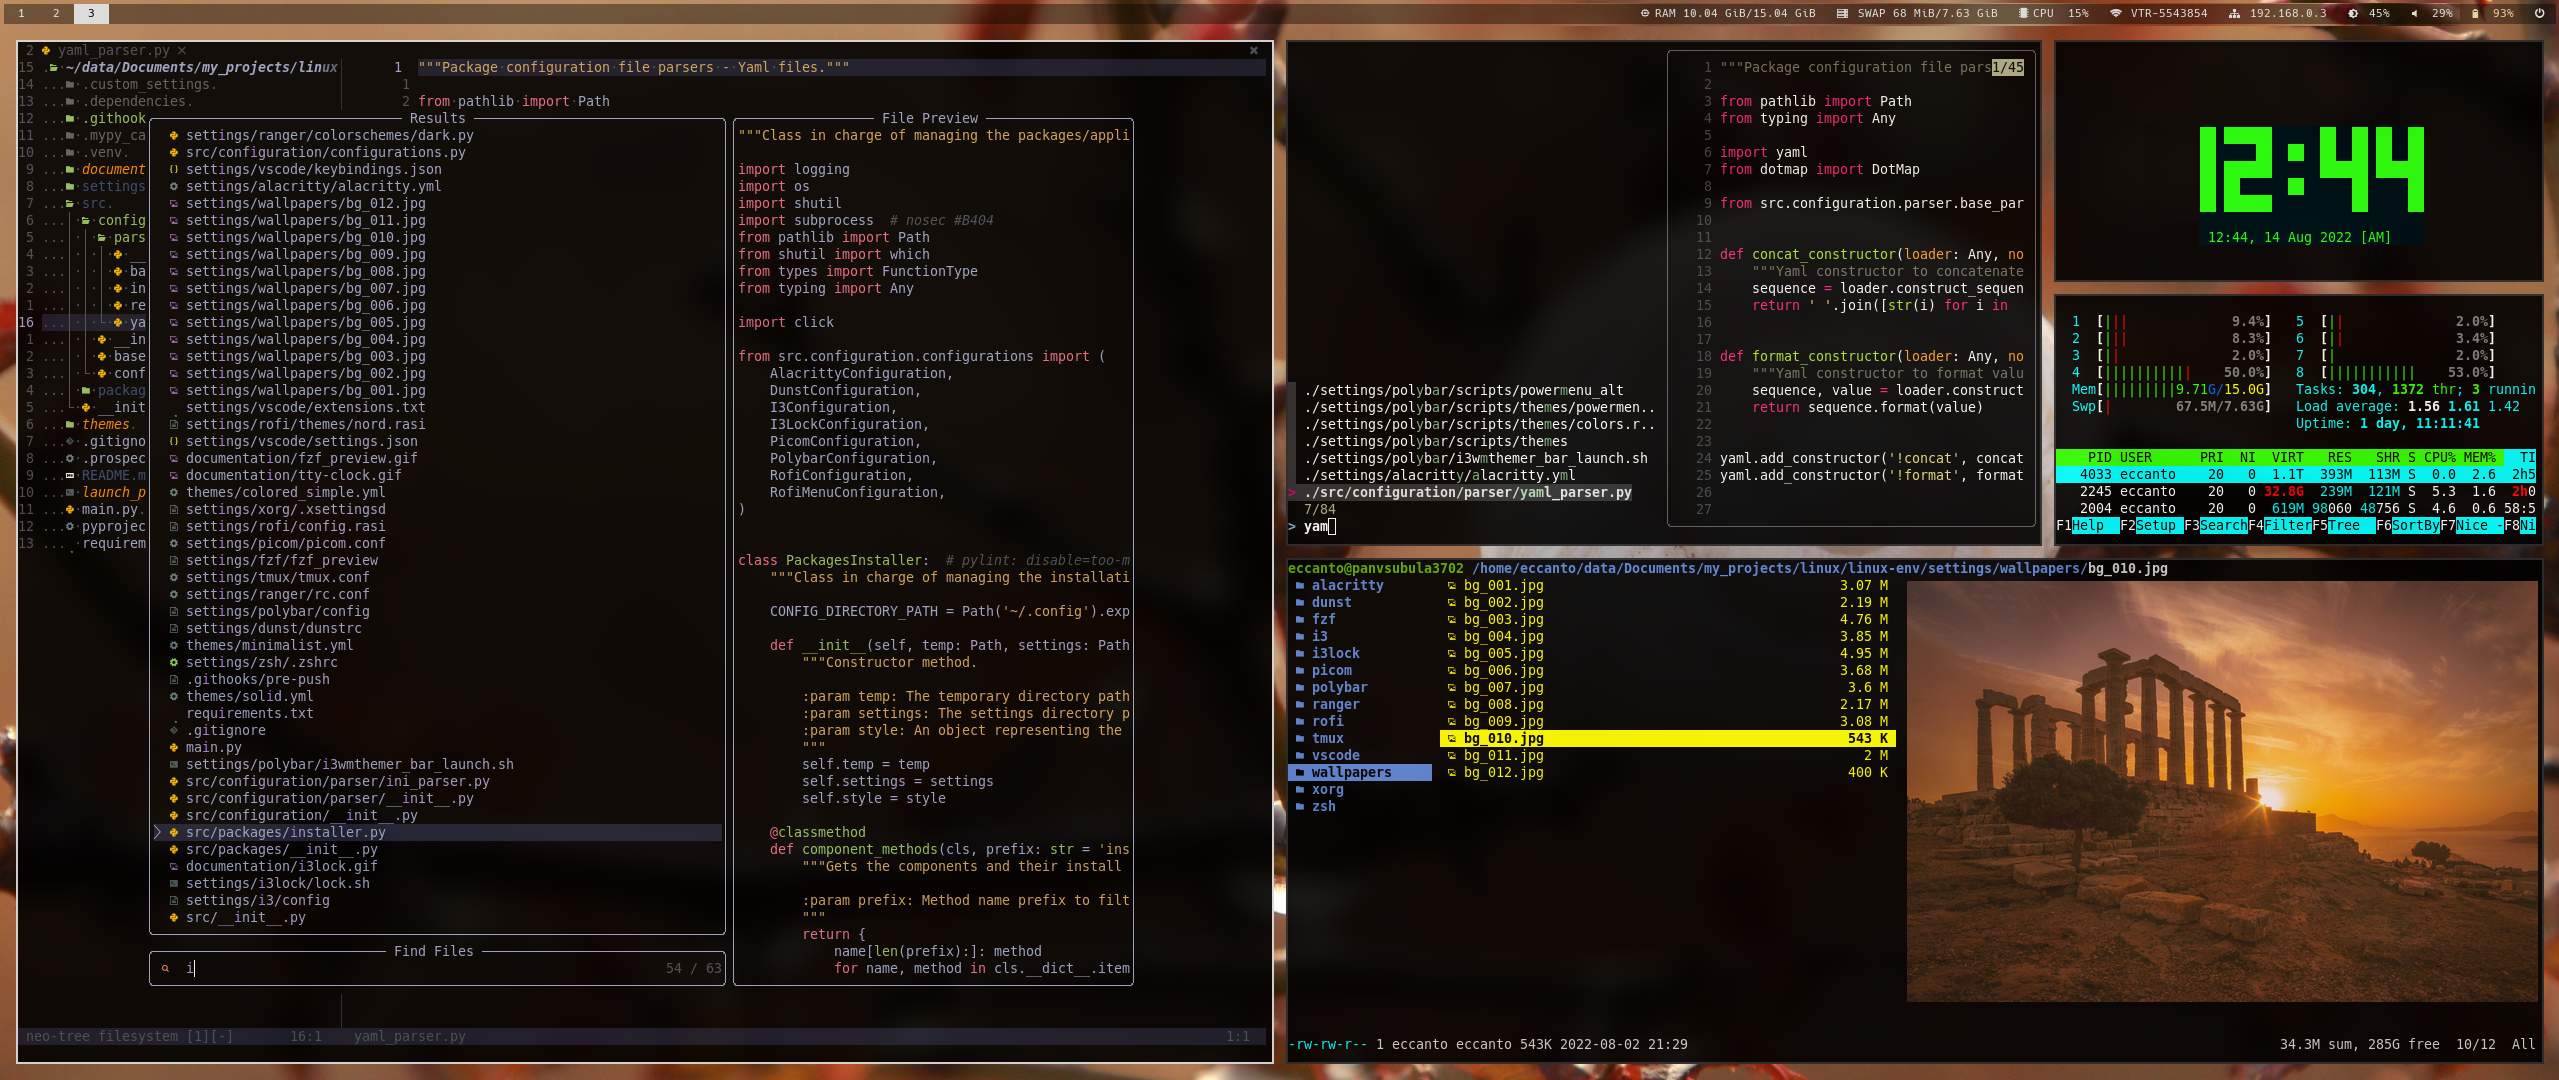 1 2 3
RAM 10.04 GiB/15.04 GiB SWAP 68 MiB/7.63 GiB CPU 15% VTR-5543854 192.168.0.3 45% 29% 93%
2 yaml_parser.py ✕
15 ~/data/Documents/my_projects/linux
14 ... .custom_settings.
13 ... .dependencies.
12 ... .githook
11 ... .mypy_ca
10 ... .venv.
9 ... document
8 ... settings
7 ... src.
6 ... config
5 ... pars
4 ... __
3 ... ba
2 ... in
1 ... re
16 ... ya
1 ... __in
2 ... base
3 ... conf
4 ... packag
5 ... __init
6 ... themes.
7 ... .gitigno
8 ... .prospec
9 ... README.m
10 ... launch_p
11 ... main.py.
12 ... pyprojec
13 ... requirem
1 """Package configuration file parsers - Yaml files."""
1
2 from pathlib import Path
Results
settings/ranger/colorschemes/dark.py
src/configuration/configurations.py
settings/vscode/keybindings.json
settings/alacritty/alacritty.yml
settings/wallpapers/bg_012.jpg
settings/wallpapers/bg_011.jpg
settings/wallpapers/bg_010.jpg
settings/wallpapers/bg_009.jpg
settings/wallpapers/bg_008.jpg
settings/wallpapers/bg_007.jpg
settings/wallpapers/bg_006.jpg
settings/wallpapers/bg_005.jpg
settings/wallpapers/bg_004.jpg
settings/wallpapers/bg_003.jpg
settings/wallpapers/bg_002.jpg
settings/wallpapers/bg_001.jpg
settings/vscode/extensions.txt
settings/rofi/themes/nord.rasi
settings/vscode/settings.json
documentation/fzf_preview.gif
documentation/tty-clock.gif
themes/colored_simple.yml
settings/xorg/.xsettingsd
settings/rofi/config.rasi
settings/picom/picom.conf
settings/fzf/fzf_preview
settings/tmux/tmux.conf
settings/ranger/rc.conf
settings/polybar/config
settings/dunst/dunstrc
themes/minimalist.yml
settings/zsh/.zshrc
.githooks/pre-push
themes/solid.yml
requirements.txt
.gitignore
main.py
settings/polybar/i3wmthemer_bar_launch.sh
src/configuration/parser/ini_parser.py
src/configuration/parser/__init__.py
src/configuration/__init__.py
src/packages/installer.py
src/packages/__init__.py
documentation/i3lock.gif
settings/i3lock/lock.sh
settings/i3/config
src/__init__.py
Find Files
i 54 / 63
File Preview
"""Class in charge of managing the packages/appli
import logging
import os
import shutil
import subprocess # nosec #B404
from pathlib import Path
from shutil import which
from types import FunctionType
from typing import Any
import click
from src.configuration.configurations import (
AlacrittyConfiguration,
DunstConfiguration,
I3Configuration,
I3LockConfiguration,
PicomConfiguration,
PolybarConfiguration,
RofiConfiguration,
RofiMenuConfiguration,
)
class PackagesInstaller: # pylint: disable=too-m
"""Class in charge of managing the installati
CONFIG_DIRECTORY_PATH = Path('~/.config').exp
def __init__(self, temp: Path, settings: Path
"""Constructor method.
:param temp: The temporary directory path
:param settings: The settings directory p
:param style: An object representing the
"""
self.temp = temp
self.settings = settings
self.style = style
@classmethod
def component_methods(cls, prefix: str = 'ins
"""Gets the components and their install
:param prefix: Method name prefix to filt
"""
return {
name[len(prefix):]: method
for name, method in cls.__dict__.item
neo-tree filesystem [1][-] 16:1 yaml_parser.py 1:1
./settings/polybar/scripts/powermenu_alt
./settings/polybar/scripts/themes/powermen..
./settings/polybar/scripts/themes/colors.r..
./settings/polybar/scripts/themes
./settings/polybar/i3wmthemer_bar_launch.sh
./settings/alacritty/alacritty.yml
> ./src/configuration/parser/yaml_parser.py
7/84
> yam
1 """Package configuration file pars 1/45
2
3 from pathlib import Path
4 from typing import Any
5
6 import yaml
7 from dotmap import DotMap
8
9 from src.configuration.parser.base_par
10
11
12 def concat_constructor(loader: Any, no
13 """Yaml constructor to concatenate
14 sequence = loader.construct_sequen
15 return ' '.join([str(i) for i in
16
17
18 def format_constructor(loader: Any, no
19 """Yaml constructor to format valu
20 sequence, value = loader.construct
21 return sequence.format(value)
22
23
24 yaml.add_constructor('!concat', concat
25 yaml.add_constructor('!format', format
26
27
12:44
12:44, 14 Aug 2022 [AM]
1 [||| 9.4%] 5 [|| 2.0%]
2 [||| 8.3%] 6 [|| 3.4%]
3 [|| 2.0%] 7 [| 2.0%]
4 [||||||||||| 50.0%] 8 [||||||||||| 53.0%]
Mem[|||||||||9.71G/15.0G] Tasks: 304, 1372 thr; 3 runnin
Swp[| 67.5M/7.63G] Load average: 1.56 1.61 1.42
Uptime: 1 day, 11:11:41
PID USER PRI NI VIRT RES SHR S CPU% MEM% TI
4033 eccanto 20 0 1.1T 393M 113M S 0.0 2.6 2h5
2245 eccanto 20 0 32.8G 239M 121M S 5.3 1.6 2h0
2004 eccanto 20 0 619M 98060 48756 S 4.6 0.6 58:5
F1Help F2Setup F3SearchF4FilterF5Tree F6SortByF7Nice -F8Ni
eccanto@panvsubula3702 /home/eccanto/data/Documents/my_projects/linux/linux-env/settings/wallpapers/bg_010.jpg
alacritty bg_001.jpg 3.07 M
dunst bg_002.jpg 2.19 M
fzf bg_003.jpg 4.76 M
i3 bg_004.jpg 3.85 M
i3lock bg_005.jpg 4.95 M
picom bg_006.jpg 3.68 M
polybar bg_007.jpg 3.6 M
ranger bg_008.jpg 2.17 M
rofi bg_009.jpg 3.08 M
tmux bg_010.jpg 543 K
vscode bg_011.jpg 2 M
wallpapers bg_012.jpg 400 K
xorg
zsh
-rw-rw-r-- 1 eccanto eccanto 543K 2022-08-02 21:29 34.3M sum, 285G free 10/12 All